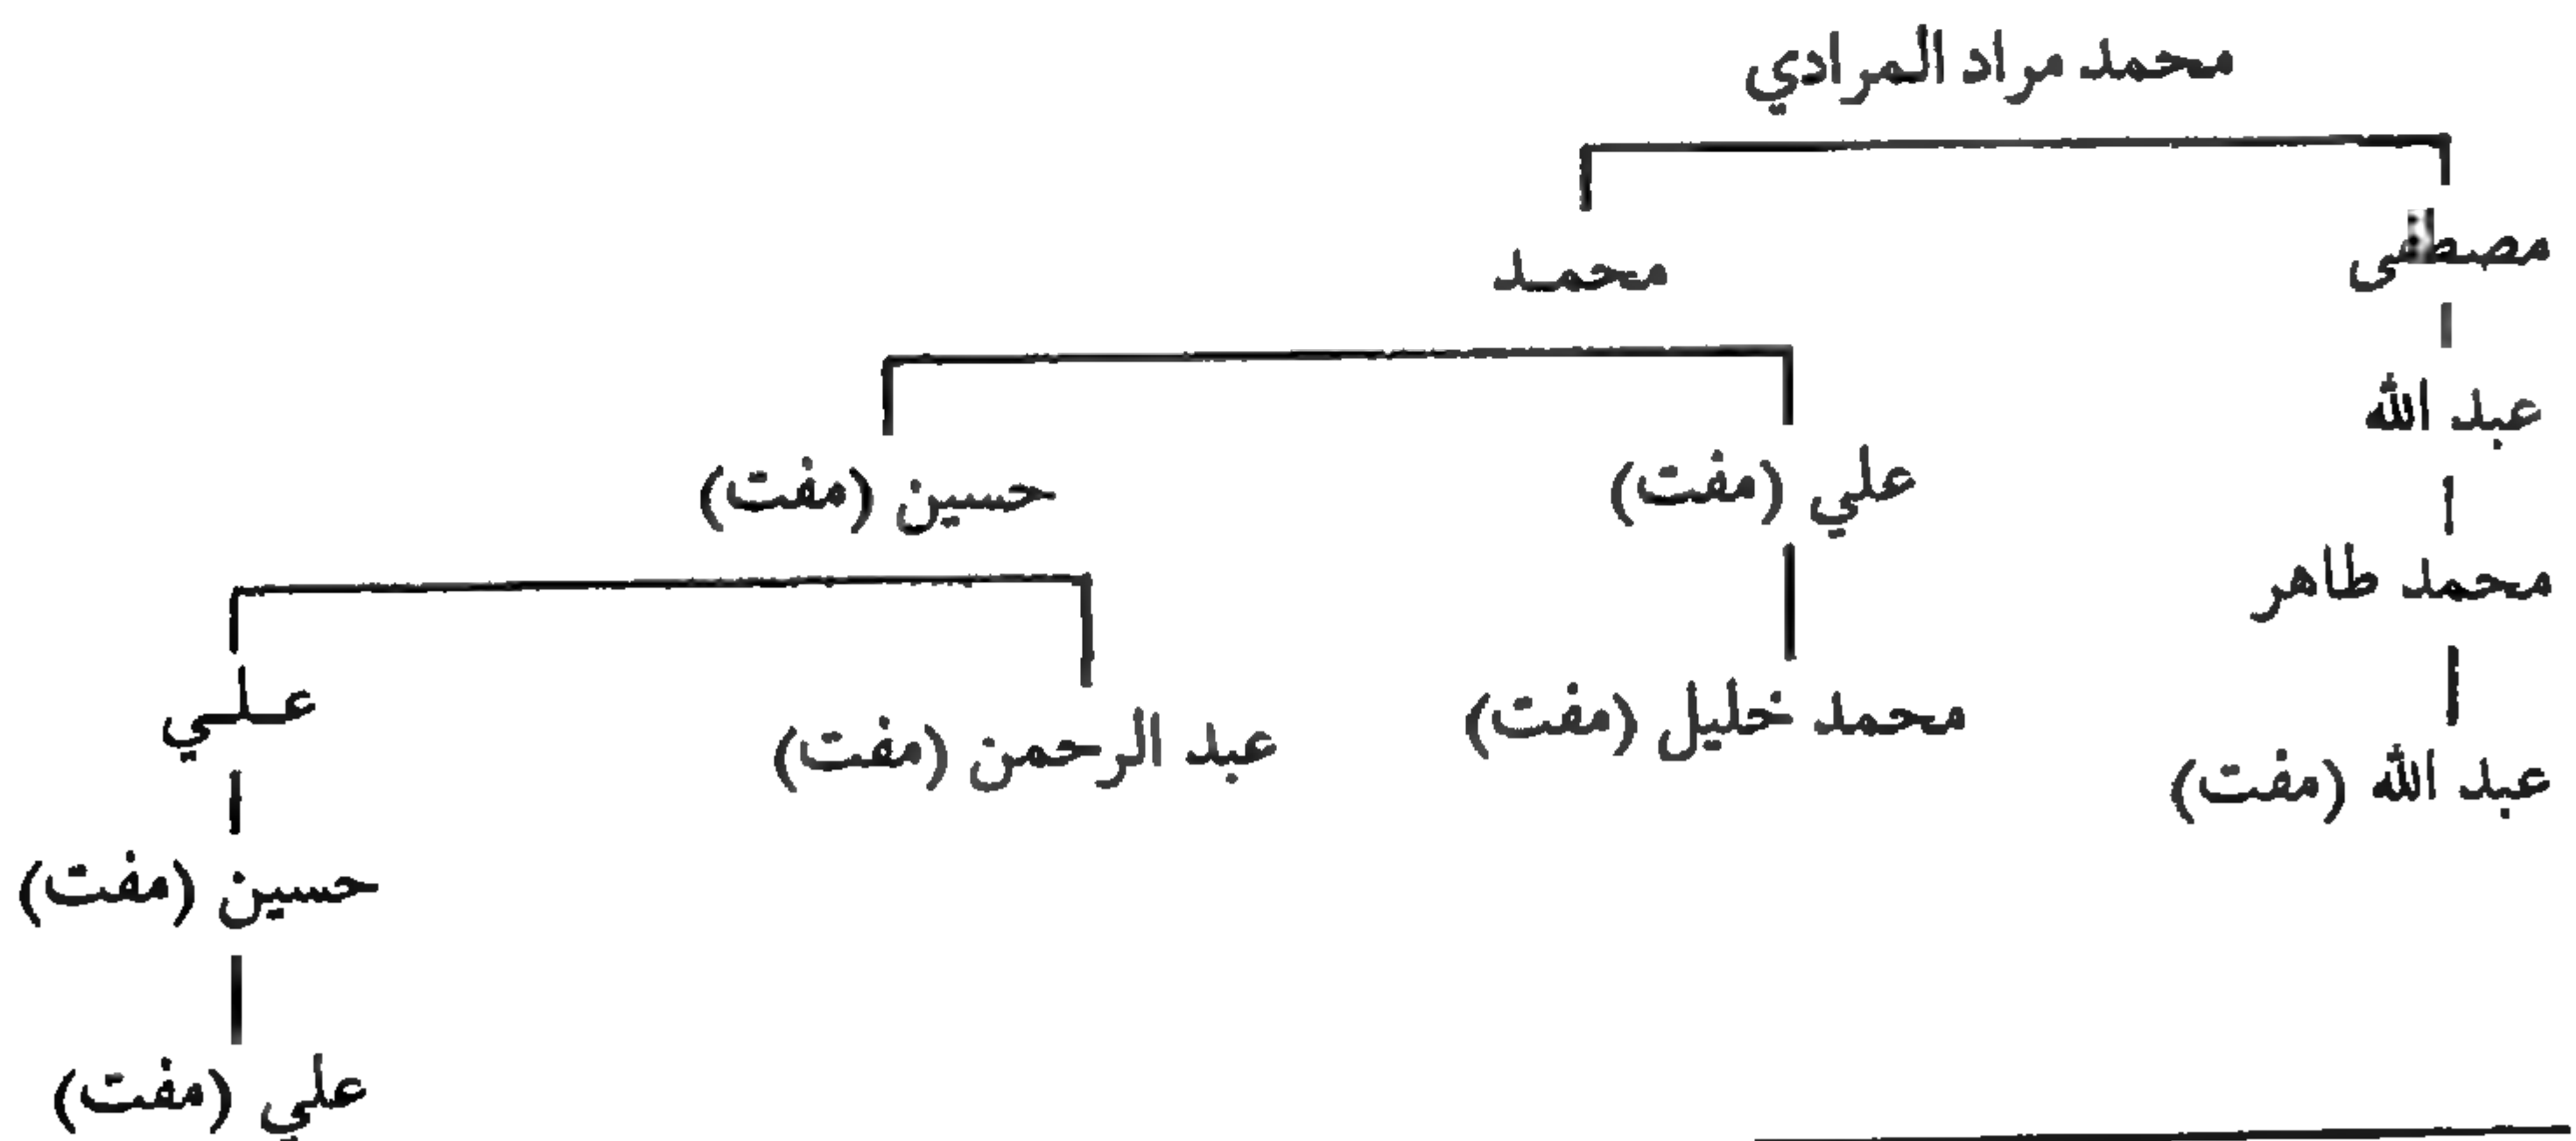 محمد مراد المرادي
مصطفى
محمد
عبد الله
علي (مفت)
حسين (مفت)
محمد طاهر
محمد خليل (مفت)
عبد الرحمن (مفت)
علي
عبد الله (مفت)
حسين (مفت)
علي (مفت)